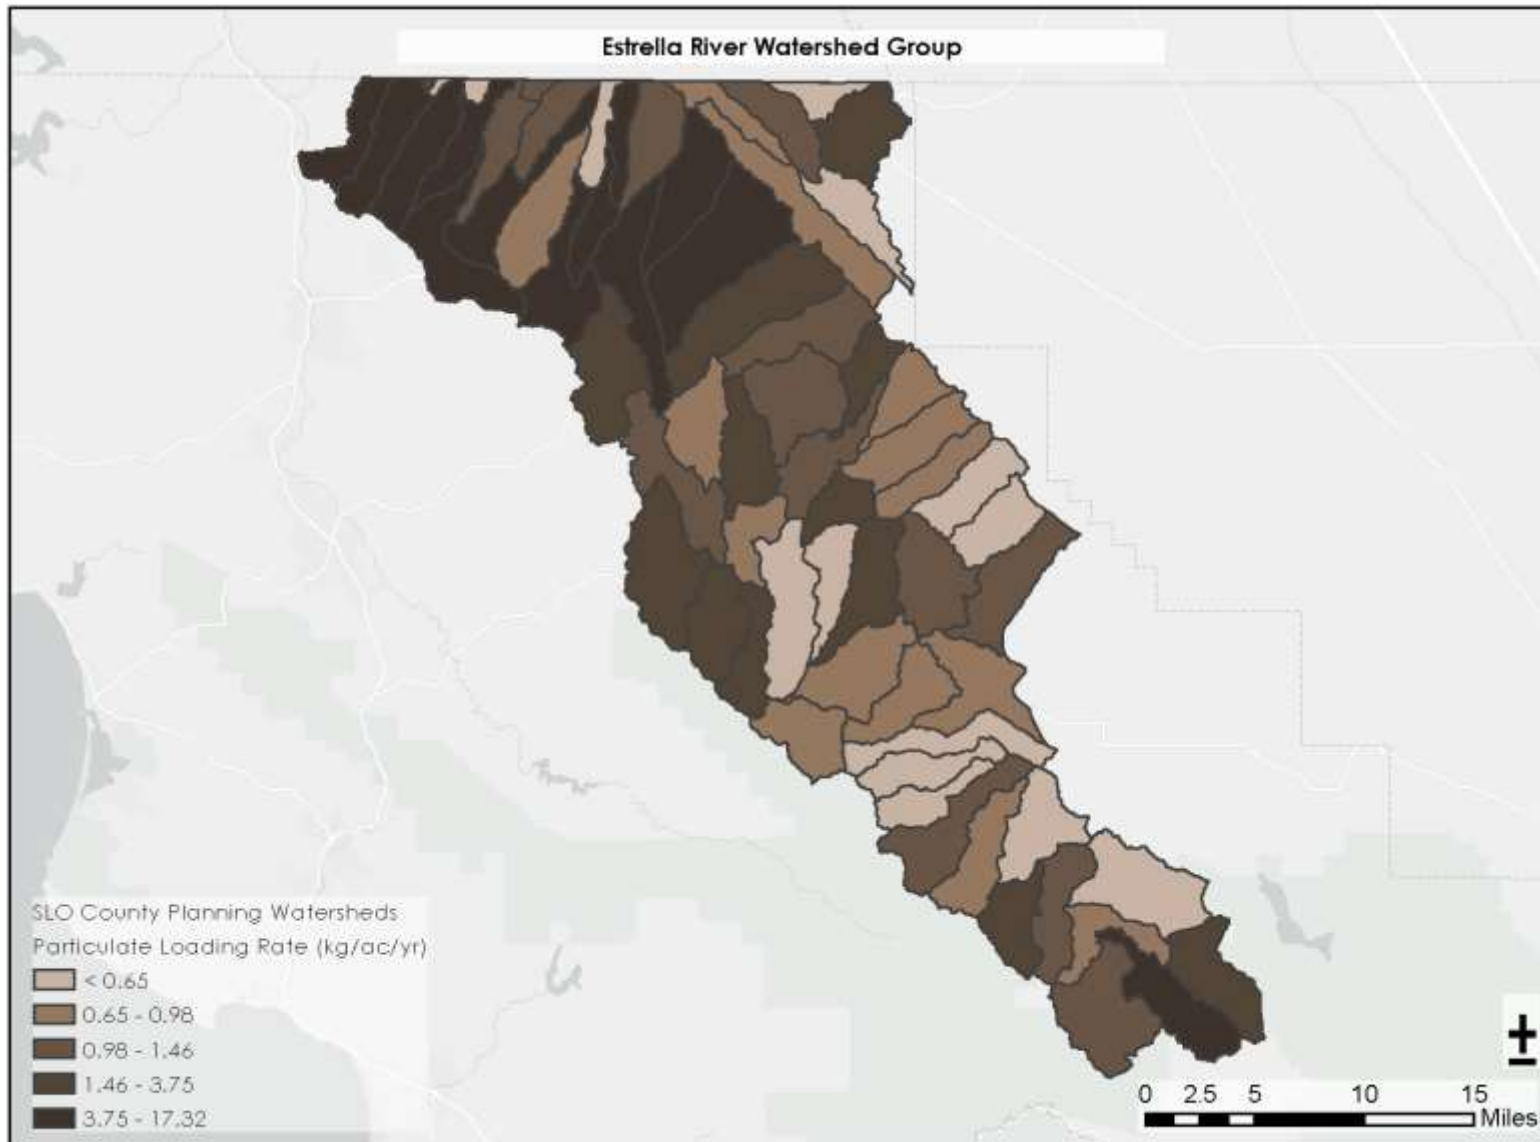 Estrella River Watershed Group
SLO County Planning Watersheds
Particulate Loading Rate (kg/ac/yr)
< 0.65
0.65 - 0.98
0.98 - 1.46
1.46 - 3.75
3.75 - 17.32
0 2.5 5 10 15
Miles